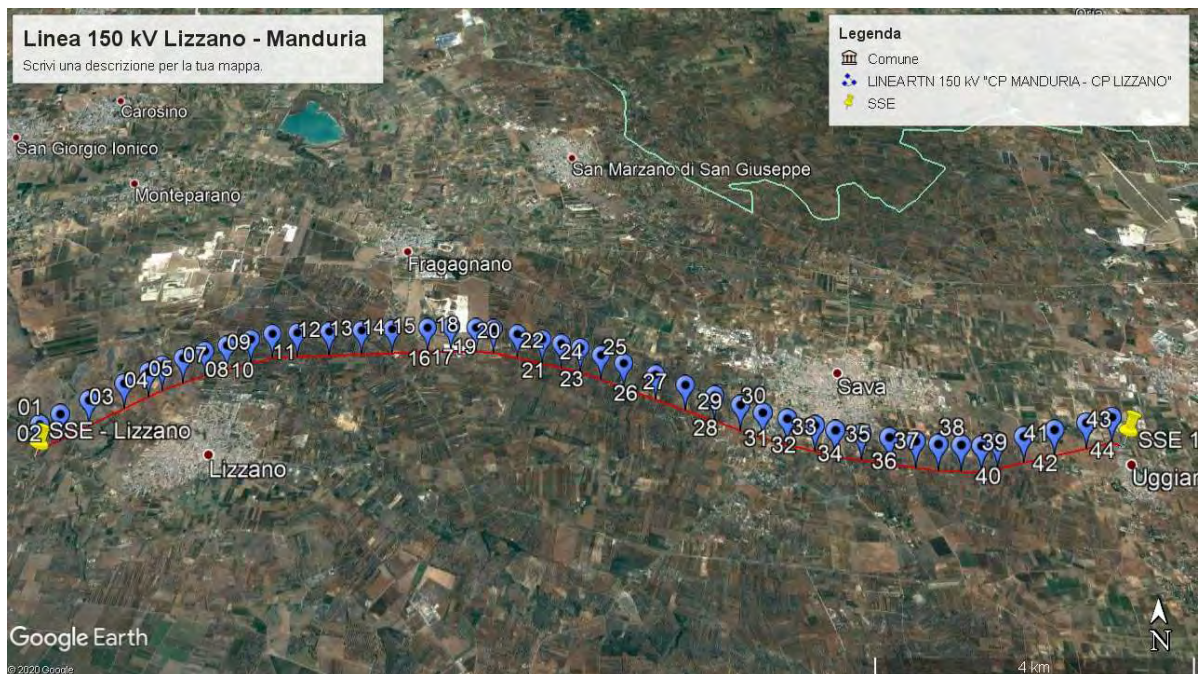 Linea 150 kV Lizzano - Manduria
Scrivi una descrizione per la tua mappa.
Legenda
Comune
LINEA RTN 150 kV "CP MANDURIA - CP LIZZANO"
SSE
Carosino
San Giorgio Ionico
Monteparano
San Marzano di San Giuseppe
Fragagnano
Sava
Lizzano
SSE - Lizzano
SSE 1
Uggian
01
02
03
04
05
07
08
09
10
11
12
13
14
15
16
17
18
19
20
21
22
23
24
25
26
27
28
29
30
31
32
33
34
35
36
37
38
39
40
41
42
43
44
Google Earth
© 2020 Google
4 km
N